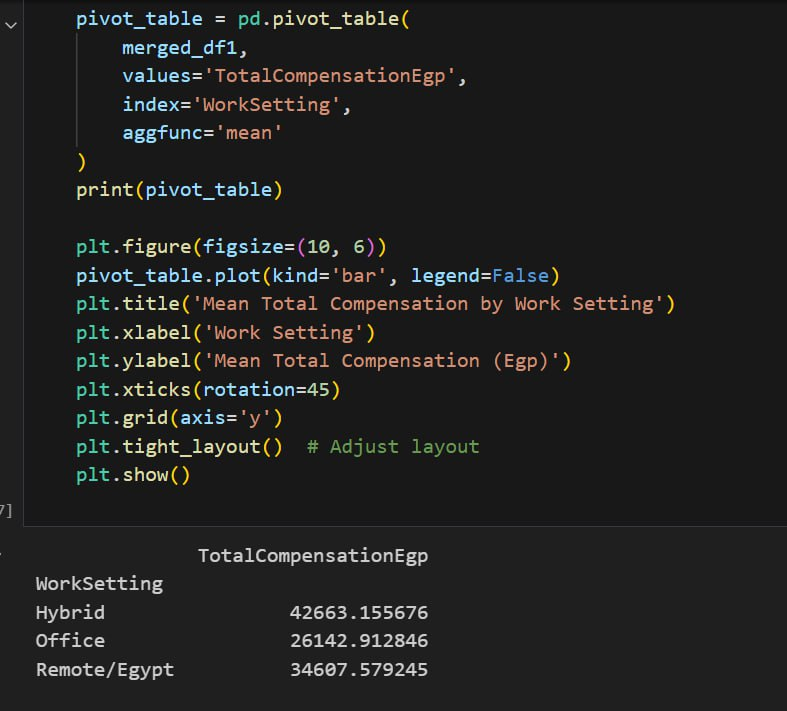 pivot_table = pd.pivot_table(
    merged_df1,
    values='TotalCompensationEgp',
    index='WorkSetting',
    aggfunc='mean'
)
print(pivot_table)

plt.figure(figsize=(10, 6))
pivot_table.plot(kind='bar', legend=False)
plt.title('Mean Total Compensation by Work Setting')
plt.xlabel('Work Setting')
plt.ylabel('Mean Total Compensation (Egp)')
plt.xticks(rotation=45)
plt.grid(axis='y')
plt.tight_layout()  # Adjust layout
plt.show()
7]
TotalCompensationEgp
WorkSetting
Hybrid 42663.155676
Office 26142.912846
Remote/Egypt 34607.579245